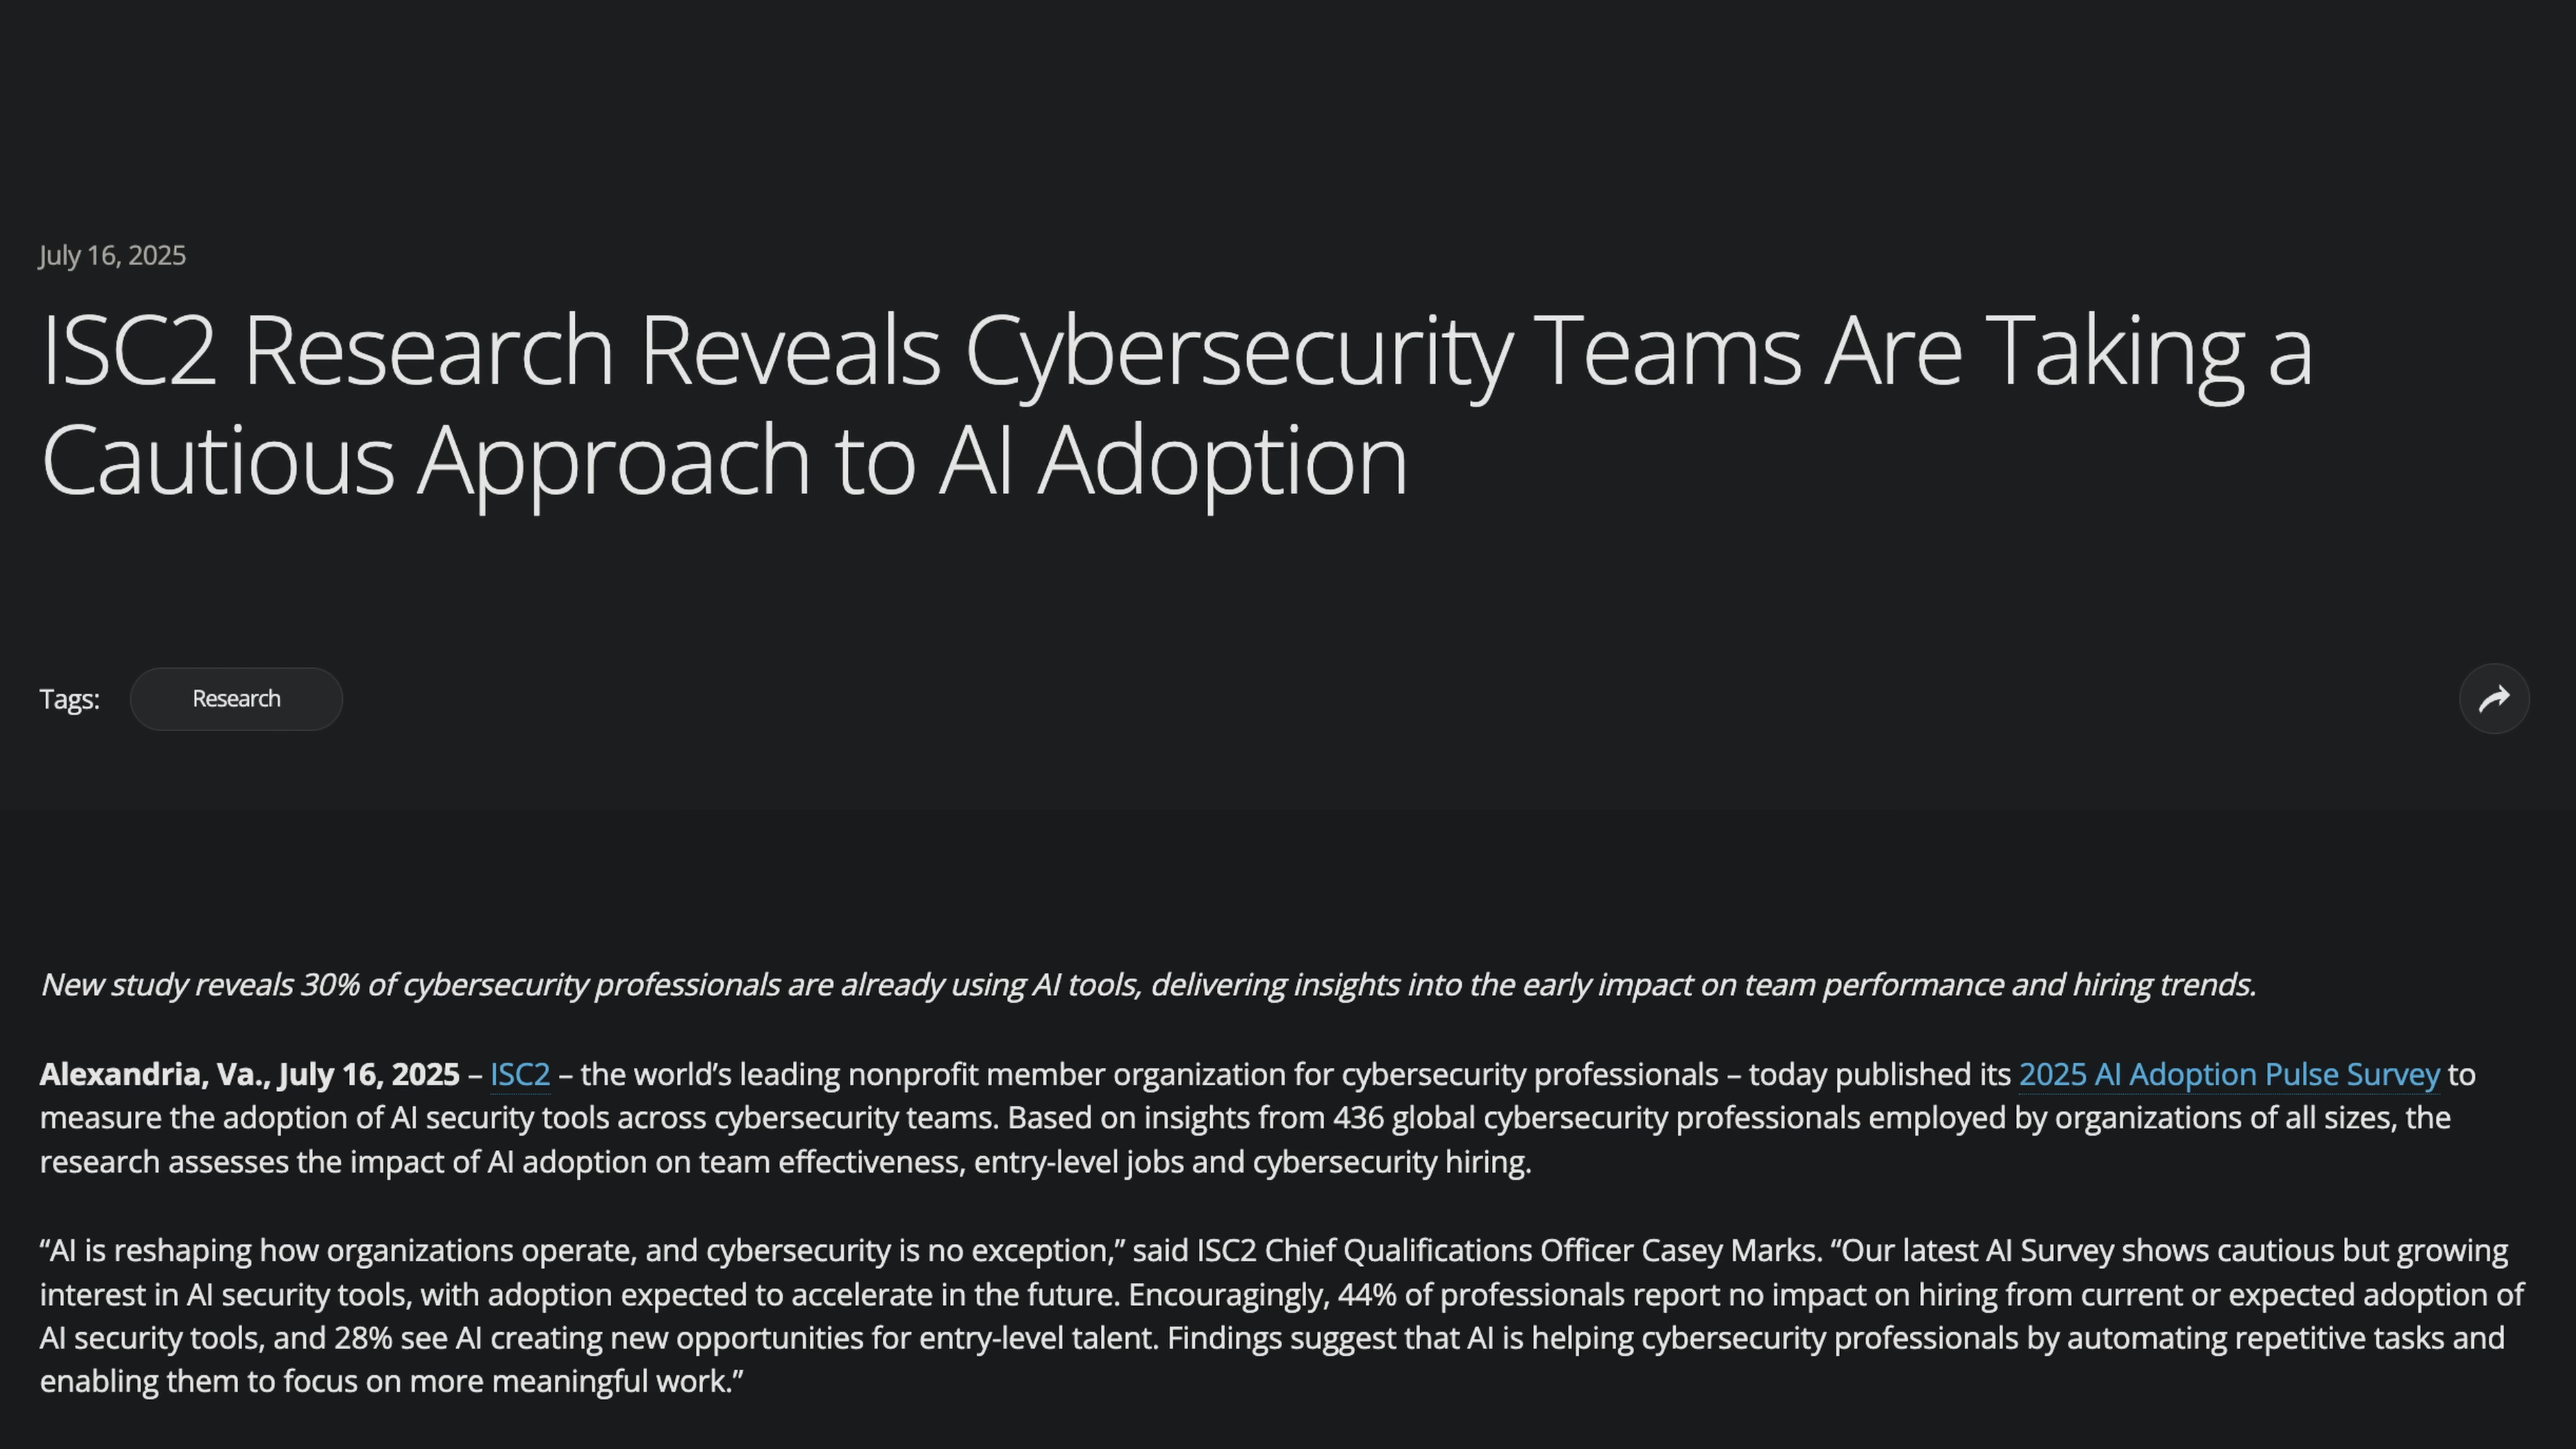 July 16, 2025
ISC2 Research Reveals Cybersecurity Teams Are Taking a
Cautious Approach to AI Adoption
Tags:
Research
New study reveals 30% of cybersecurity professionals are already using AI tools, delivering insights into the early impact on team performance and hiring trends.
Alexandria, Va., July 16, 2025 – ISC2 – the world’s leading nonprofit member organization for cybersecurity professionals – today published its 2025 AI Adoption Pulse Survey to
measure the adoption of AI security tools across cybersecurity teams. Based on insights from 436 global cybersecurity professionals employed by organizations of all sizes, the
research assesses the impact of AI adoption on team effectiveness, entry-level jobs and cybersecurity hiring.
“AI is reshaping how organizations operate, and cybersecurity is no exception,” said ISC2 Chief Qualifications Officer Casey Marks. “Our latest AI Survey shows cautious but growing
interest in AI security tools, with adoption expected to accelerate in the future. Encouragingly, 44% of professionals report no impact on hiring from current or expected adoption of
AI security tools, and 28% see AI creating new opportunities for entry-level talent. Findings suggest that AI is helping cybersecurity professionals by automating repetitive tasks and
enabling them to focus on more meaningful work.”